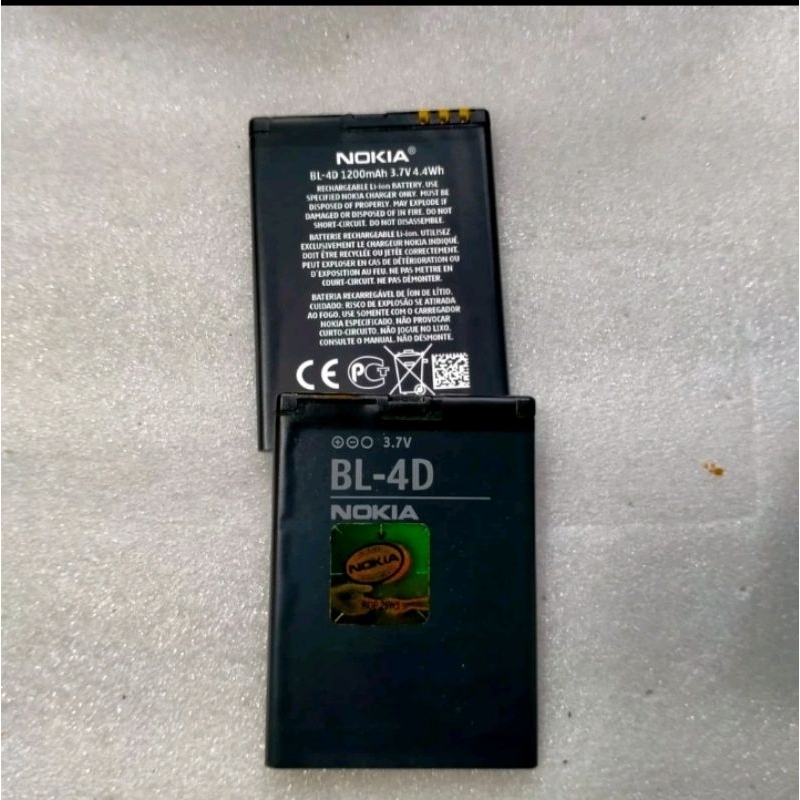 NOKIA®
BL-4D 1200mAh 3.7V 4.4Wh
RECHARGEABLE Li-ion BATTERY. USE
SPECIFIED NOKIA CHARGER ONLY. MUST BE
DISPOSED OF PROPERLY. MAY EXPLODE IF
DAMAGED OR DISPOSED OF IN FIRE. DO NOT
SHORT-CIRCUIT. DO NOT DISASSEMBLE.
BATTERIE RECHARGEABLE Li-ion. UTILISEZ
EXCLUSIVEMENT LE CHARGEUR NOKIA INDIQUÉ.
DOIT ÊTRE RECYCLÉE OU JETÉE CORRECTEMENT.
PEUT EXPLOSER EN CAS DE DÉTÉRIORATION OU
D'EXPOSITION AU FEU. NE PAS METTRE EN
COURT-CIRCUIT. NE PAS DÉMONTER.
BATERIA RECARREGÁVEL DE ÍON DE LÍTIO.
CUIDADO: RISCO DE EXPLOSÃO SE ATIRADA
AO FOGO. USE SOMENTE COM O CARREGADOR
NOKIA ESPECIFICADO. NÃO PROVOCAR
CURTO-CIRCUITO. NÃO JOGUE NO LIXO.
CONSULTE O MANUAL. NÃO DESMONTE.
CE
3.7V
BL-4D
NOKIA
NOKIA